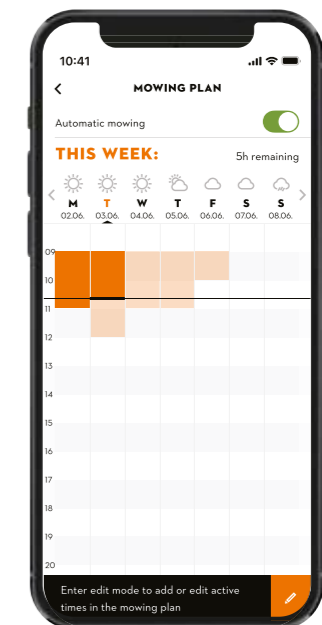 10:41
MOWING PLAN
Automatic mowing
THIS WEEK: 5h remaining
M T W T F S S
02.06. 03.06. 04.06. 05.06. 06.06. 07.06. 08.06.
09
10
11
12
13
14
15
16
17
18
19
20
Enter edit mode to add or edit active
times in the mowing plan